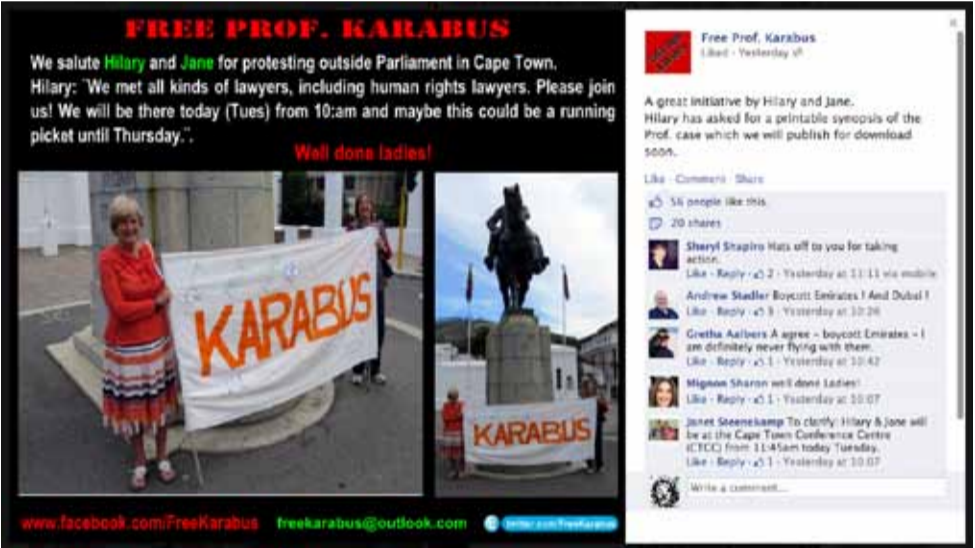 FREE PROF. KARABUS
We salute Hilary and Jane for protesting outside Parliament in Cape Town.
Hilary: "We met all kinds of lawyers, including human rights lawyers. Please join
us! We will be there today (Tues) from 10:am and maybe this could be a running
picket until Thursday.".
Well done ladies!
KARABUS
KARABUS
www.facebook.com/FreeKarabus freekarabus@outlook.com twitter.com/FreeKarabus
Free Prof. Karabus
Liked · Yesterday
A great initiative by Hilary and Jane.
Hilary has asked for a printable synopsis of the
Prof. case which we will publish for download
soon.
Like · Comment · Share
56 people like this.
20 shares
Sheryl Shapiro Hats off to you for taking
action.
Like · Reply · 2 · Yesterday at 11:11 via mobile
Andrew Stadler Boycott Emirates ! And Dubai !
Like · Reply · 3 · Yesterday at 10:26
Gretha Aalbers A agree - boycott Emirates - I
am definitely never flying with them.
Like · Reply · 1 · Yesterday at 10:42
Mignon Sharon well done Ladies!
Like · Reply · 1 · Yesterday at 10:07
Janet Steenekamp To clarify: Hilary & Jane will
be at the Cape Town Conference Centre
(CTCC) from 11:45am today Tuesday.
Like · Reply · 1 · Yesterday at 10:07
Write a comment...